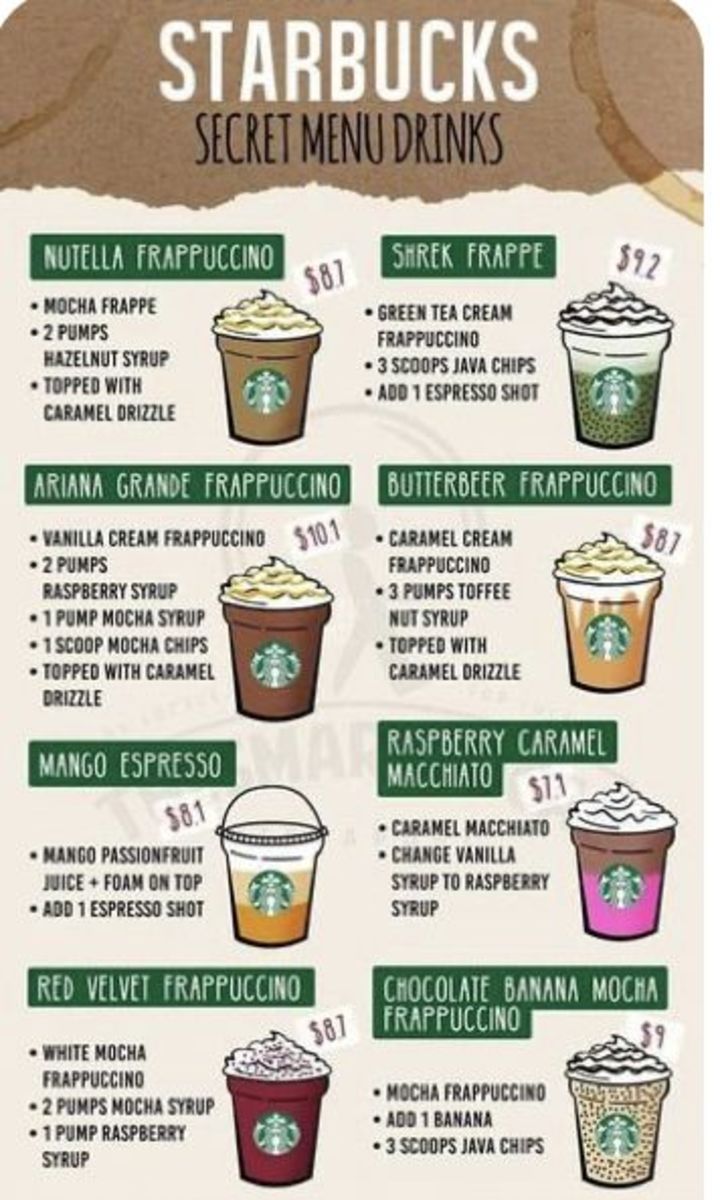 STARBUCKS
SECRET MENU DRINKS
NUTELLA FRAPPUCCINO
$8.7
• MOCHA FRAPPE
• 2 PUMPS
HAZELNUT SYRUP
• TOPPED WITH
CARAMEL DRIZZLE
SHREK FRAPPE
$9.2
• GREEN TEA CREAM
FRAPPUCCINO
• 3 SCOOPS JAVA CHIPS
• ADD 1 ESPRESSO SHOT
ARIANA GRANDE FRAPPUCCINO
$10.1
• VANILLA CREAM FRAPPUCCINO
• 2 PUMPS
RASPBERRY SYRUP
• 1 PUMP MOCHA SYRUP
• 1 SCOOP MOCHA CHIPS
• TOPPED WITH CARAMEL
DRIZZLE
BUTTERBEER FRAPPUCCINO
$8.7
• CARAMEL CREAM
FRAPPUCCINO
• 3 PUMPS TOFFEE
NUT SYRUP
• TOPPED WITH
CARAMEL DRIZZLE
MANGO ESPRESSO
$8.1
• MANGO PASSIONFRUIT
JUICE + FOAM ON TOP
• ADD 1 ESPRESSO SHOT
RASPBERRY CARAMEL
MACCHIATO
$7.1
• CARAMEL MACCHIATO
• CHANGE VANILLA
SYRUP TO RASPBERRY
SYRUP
RED VELVET FRAPPUCCINO
$8.7
• WHITE MOCHA
FRAPPUCCINO
• 2 PUMPS MOCHA SYRUP
• 1 PUMP RASPBERRY
SYRUP
CHOCOLATE BANANA MOCHA
FRAPPUCCINO
$9
• MOCHA FRAPPUCCINO
• ADD 1 BANANA
• 3 SCOOPS JAVA CHIPS